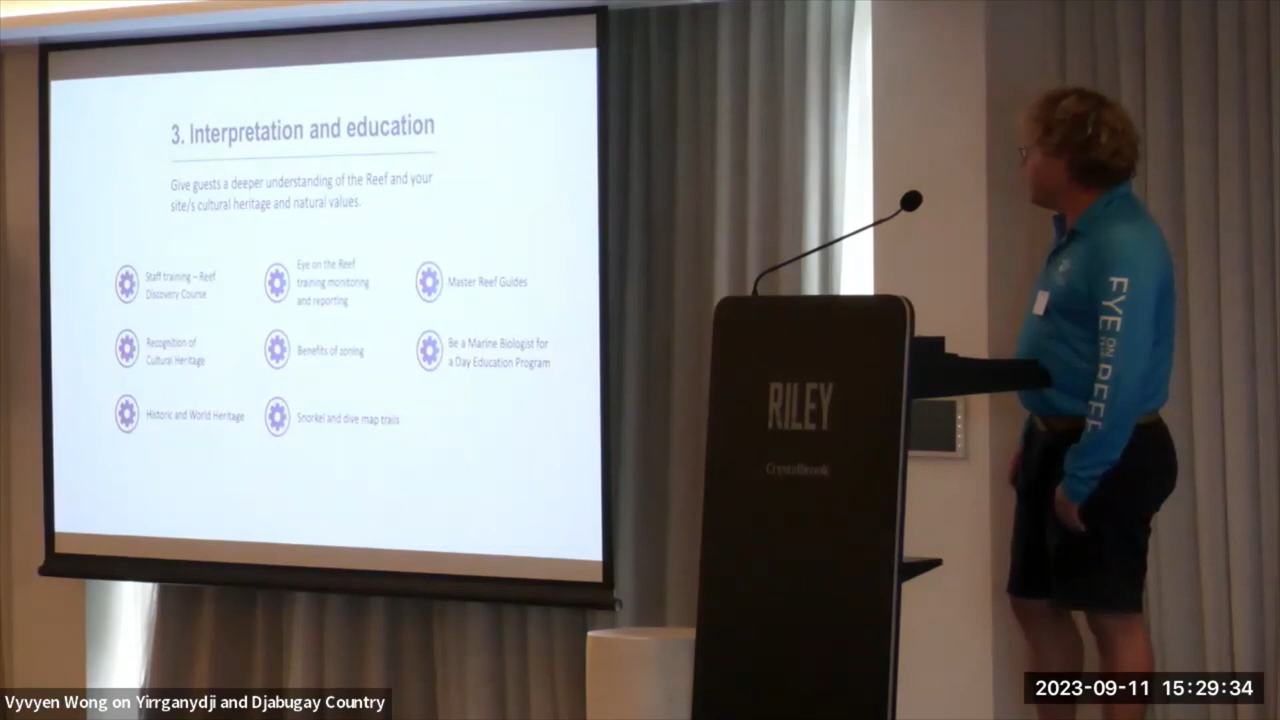 3. Interpretation and education
Give guests a deeper understanding of the Reef and your
site/s cultural heritage and natural values.
Staff training – Reef
Discovery Course
Eye on the Reef
training monitoring
and reporting
Master Reef Guides
Recognition of
Cultural Heritage
Benefits of zoning
Be a Marine Biologist for
a Day Education Program
Historic and World Heritage
Snorkel and dive map trails
RILEY
Crystalbrook
EYE ON THE REEF
Vyvyen Wong on Yirrganydji and Djabugay Country
2023-09-11 15:29:34